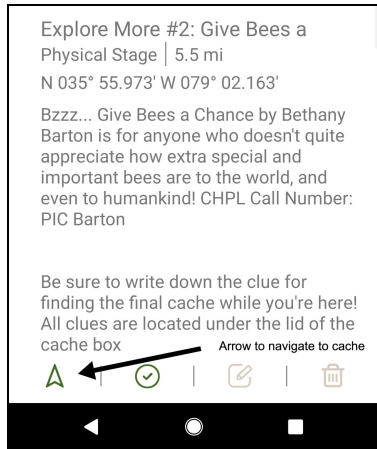 Explore More #2: Give Bees a
Physical Stage | 5.5 mi
N 035° 55.973' W 079° 02.163'
Bzzz... Give Bees a Chance by Bethany
Barton is for anyone who doesn't quite
appreciate how extra special and
important bees are to the world, and
even to humankind! CHPL Call Number:
PIC Barton
Be sure to write down the clue for
finding the final cache while you're here!
All clues are located under the lid of the
cache box
Arrow to navigate to cache